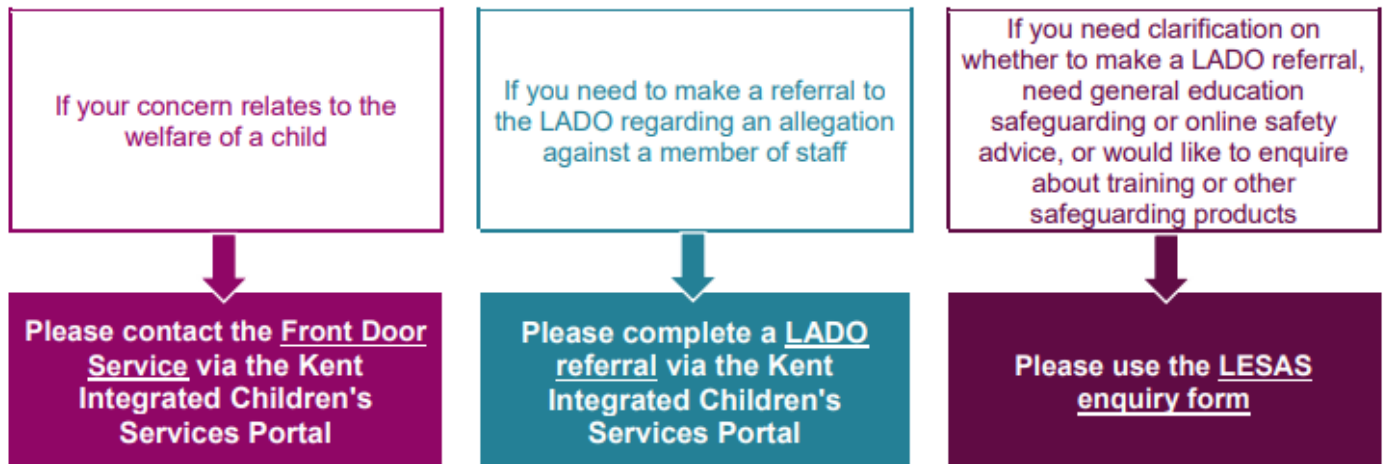 If your concern relates to the
welfare of a child
If you need to make a referral to
the LADO regarding an allegation
against a member of staff
If you need clarification on
whether to make a LADO referral,
need general education
safeguarding or online safety
advice, or would like to enquire
about training or other
safeguarding products
Please contact the Front Door
Service via the Kent
Integrated Children's
Services Portal
Please complete a LADO
referral via the Kent
Integrated Children's
Services Portal
Please use the LESAS
enquiry form